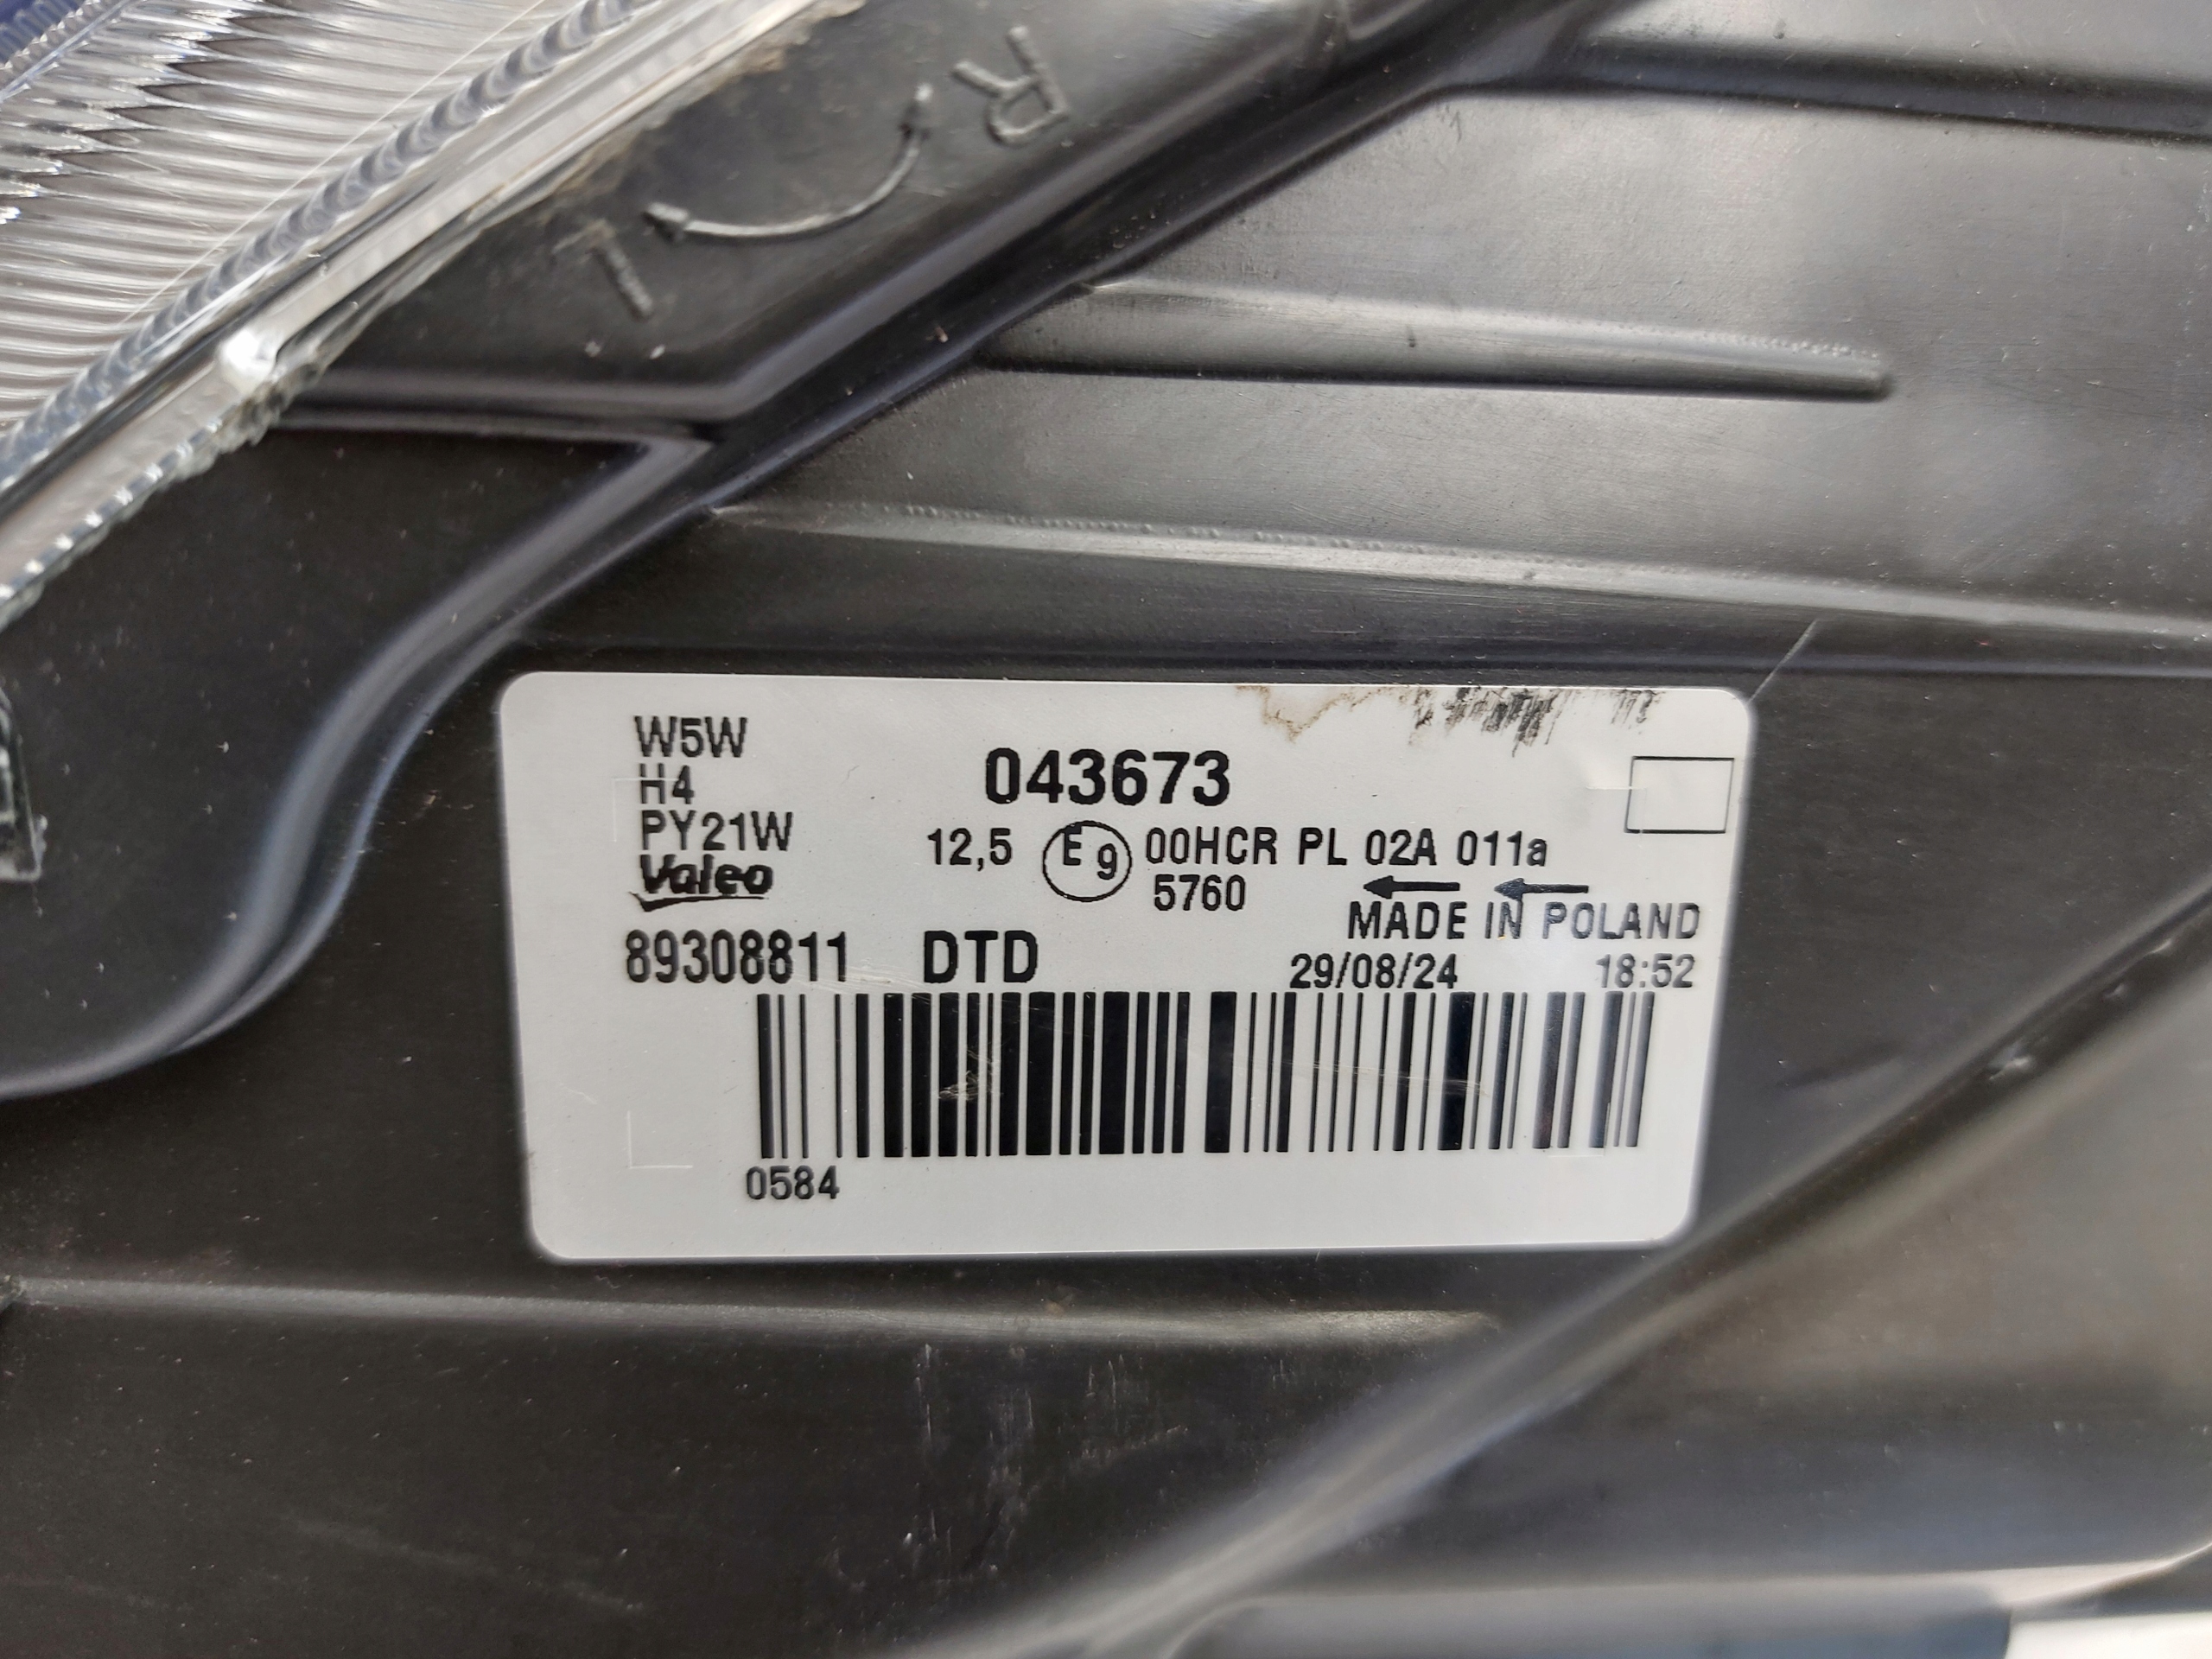 R
L
W5W
H4
PY21W
Valeo
043673
12,5 E9 00HCR PL 02A 011a
5760
MADE IN POLAND
89308811 DTD 29/08/24 18:52
0584